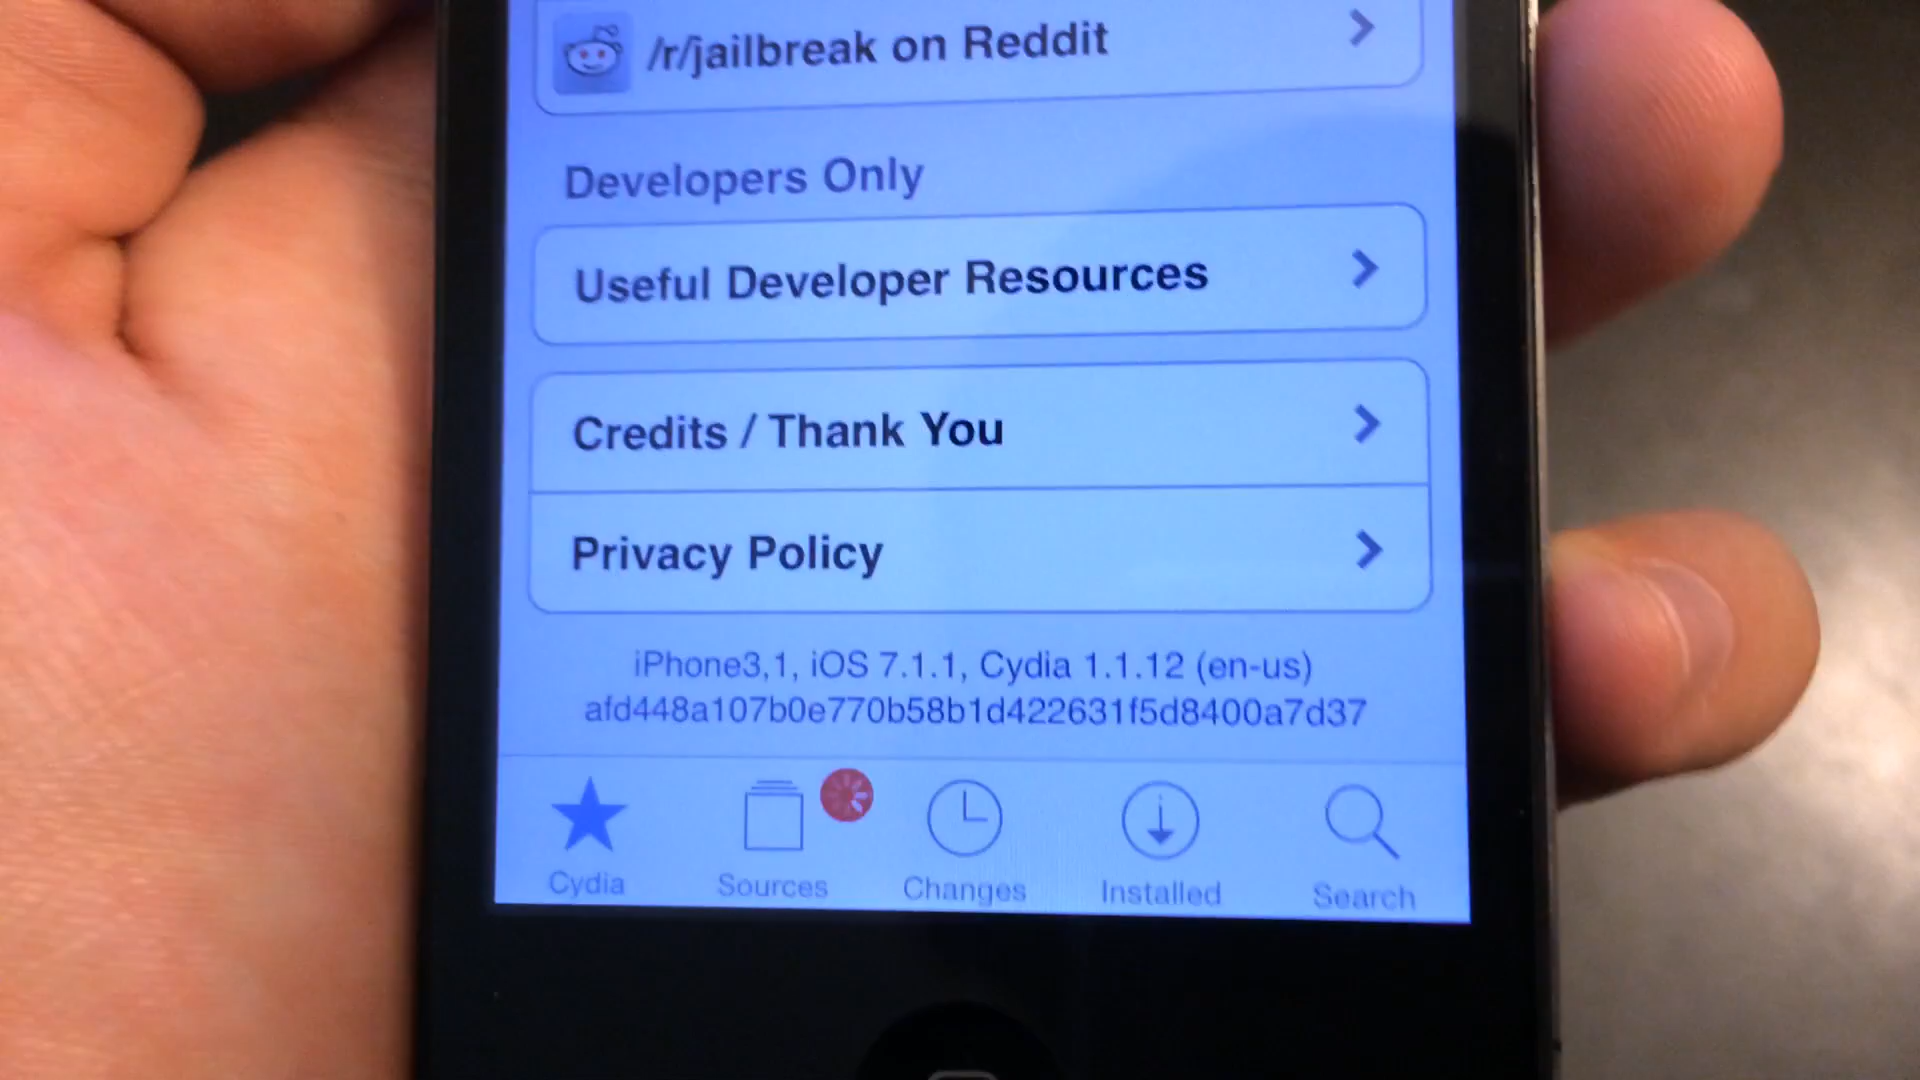 /r/jailbreak on Reddit
Developers Only
Useful Developer Resources
Credits / Thank You
Privacy Policy
iPhone3,1, iOS 7.1.1, Cydia 1.1.12 (en-us)
afd448a107b0e770b58b1d422631f5d8400a7d37
Cydia Sources Changes Installed Search